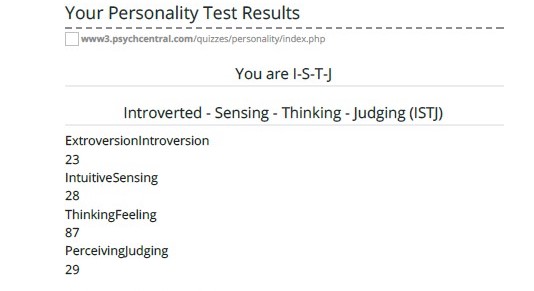 Your Personality Test Results
www3.psychcentral.com/quizzes/personality/index.php
You are I-S-T-J
Introverted - Sensing - Thinking - Judging (ISTJ)
ExtroversionIntroversion
23
IntuitiveSensing
28
ThinkingFeeling
87
PerceivingJudging
29